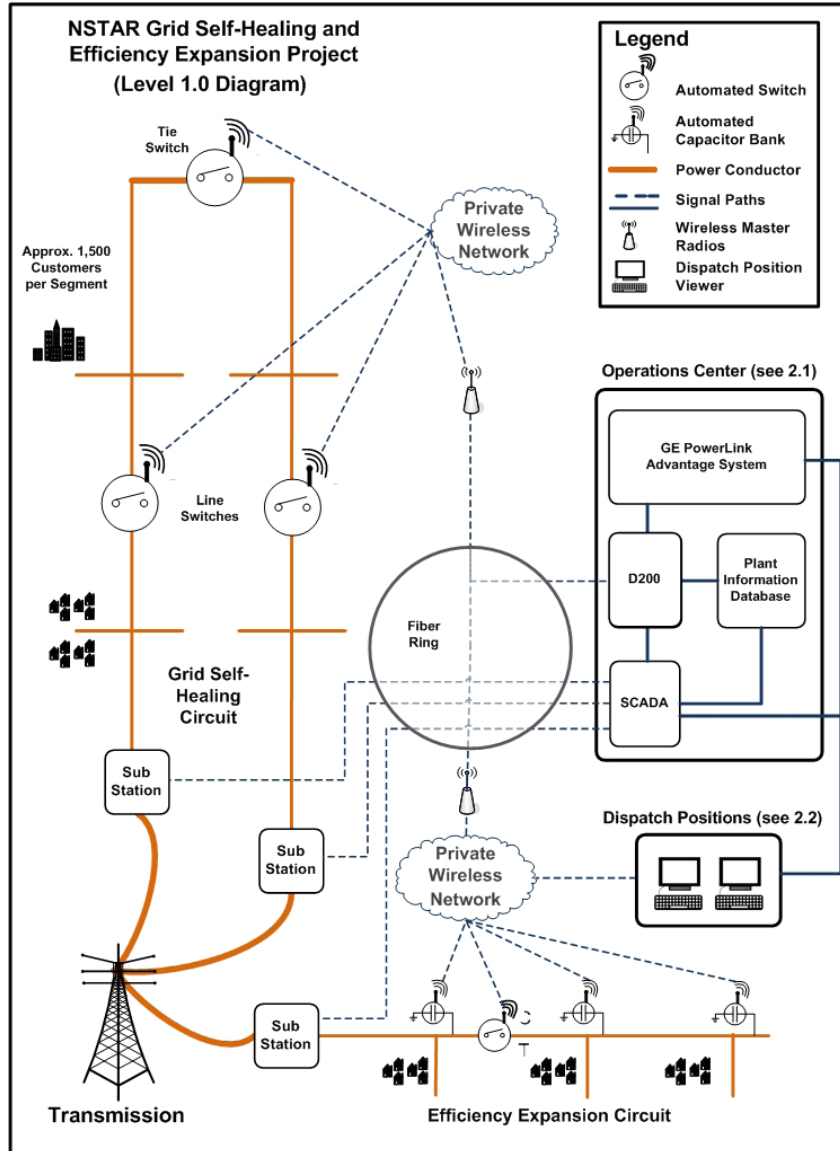 NSTAR Grid Self-Healing and
Efficiency Expansion Project
(Level 1.0 Diagram)
Legend
Automated Switch
Automated
Capacitor Bank
Power Conductor
Signal Paths
Wireless Master
Radios
Dispatch Position
Viewer
Tie
Switch
Private
Wireless
Network
Approx. 1,500
Customers
per Segment
Operations Center (see 2.1)
GE PowerLink
Advantage System
Line
Switches
D200
Plant
Information
Database
Fiber
Ring
Grid Self-
Healing
Circuit
SCADA
Sub
Station
Dispatch Positions (see 2.2)
Sub
Station
Private
Wireless
Network
Sub
Station
Transmission
Efficiency Expansion Circuit